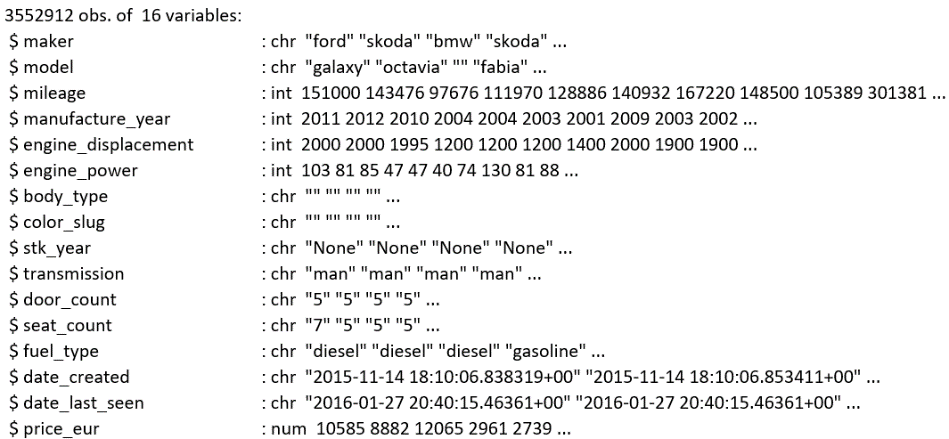 3552912 obs. of 16 variables:
$ maker : chr "ford" "skoda" "bmw" "skoda" ...
$ model : chr "galaxy" "octavia" "" "fabia" ...
$ mileage : int 151000 143476 97676 111970 128886 140932 167220 148500 105389 301381 ...
$ manufacture_year : int 2011 2012 2010 2004 2004 2003 2001 2009 2003 2002 ...
$ engine_displacement : int 2000 2000 1995 1200 1200 1200 1400 2000 1900 1900 ...
$ engine_power : int 103 81 85 47 47 40 74 130 81 88 ...
$ body_type : chr "" "" "" "" ...
$ color_slug : chr "" "" "" "" ...
$ stk_year : chr "None" "None" "None" "None" ...
$ transmission : chr "man" "man" "man" "man" ...
$ door_count : chr "5" "5" "5" "5" ...
$ seat_count : chr "7" "5" "5" "5" ...
$ fuel_type : chr "diesel" "diesel" "diesel" "gasoline" ...
$ date_created : chr "2015-11-14 18:10:06.838319+00" "2015-11-14 18:10:06.853411+00" ...
$ date_last_seen : chr "2016-01-27 20:40:15.46361+00" "2016-01-27 20:40:15.46361+00" ...
$ price_eur : num 10585 8882 12065 2961 2739 ...